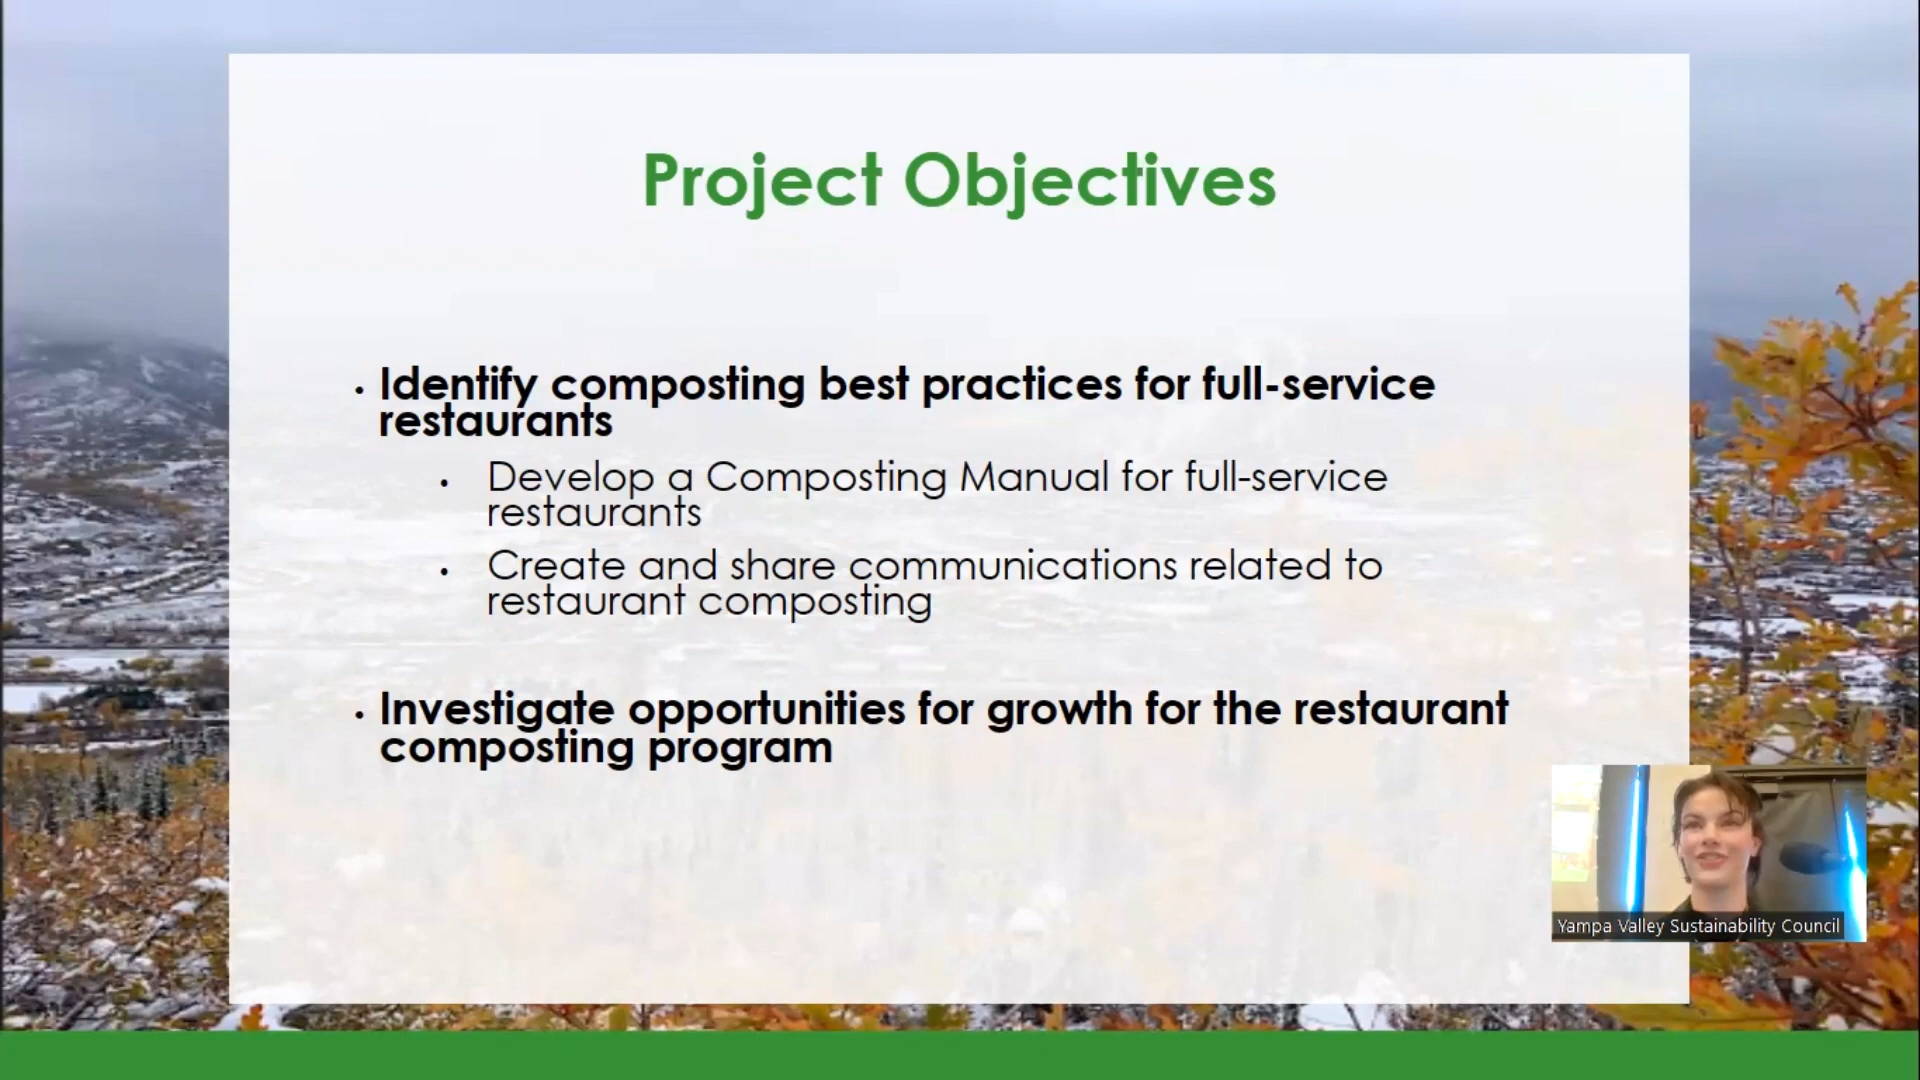 Project Objectives
• Identify composting best practices for full-service
restaurants
• Develop a Composting Manual for full-service
restaurants
• Create and share communications related to
restaurant composting
• Investigate opportunities for growth for the restaurant
composting program
Yampa Valley Sustainability Council